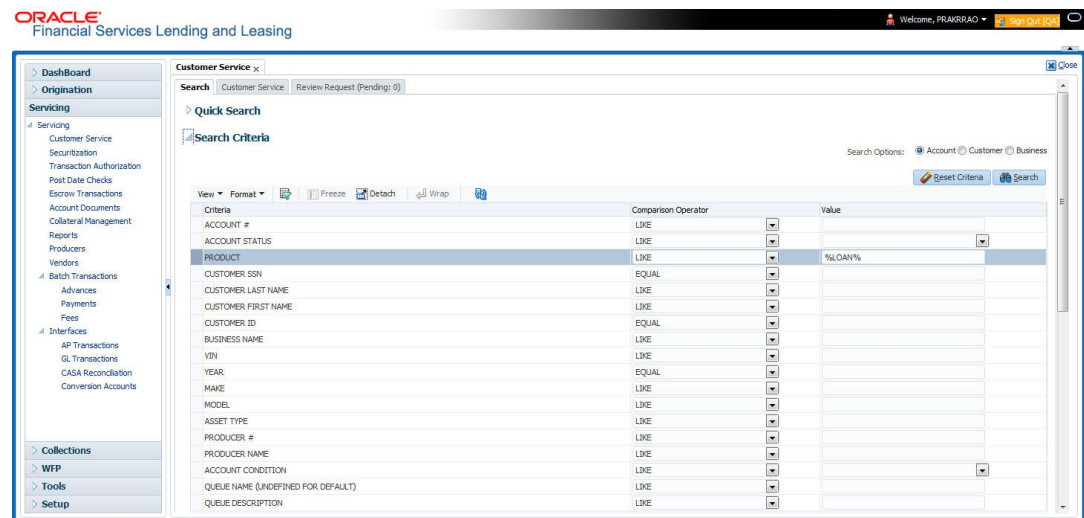 ORACLE®
Financial Services Lending and Leasing
Welcome, PRAKRRAO
Sign Out [QA]
Close
DashBoard
Origination
Servicing
Servicing
Customer Service
Securitization
Transaction Authorization
Post Date Checks
Escrow Transactions
Account Documents
Collateral Management
Reports
Producers
Vendors
Batch Transactions
Advances
Payments
Fees
Interfaces
AP Transactions
GL Transactions
CASA Reconciliation
Conversion Accounts
Collections
WFP
Tools
Setup
Customer Service x
Search Customer Service Review Request (Pending: 0)
Quick Search
Search Criteria
Search Options: Account Customer Business
Reset Criteria Search
View Format Freeze Detach Wrap
Criteria Comparison Operator Value
ACCOUNT # LIKE
ACCOUNT STATUS LIKE
PRODUCT LIKE %LOAN%
CUSTOMER SSN EQUAL
CUSTOMER LAST NAME LIKE
CUSTOMER FIRST NAME LIKE
CUSTOMER ID EQUAL
BUSINESS NAME LIKE
VIN LIKE
YEAR EQUAL
MAKE LIKE
MODEL LIKE
ASSET TYPE LIKE
PRODUCER # LIKE
PRODUCER NAME LIKE
ACCOUNT CONDITION LIKE
QUEUE NAME (UNDEFINED FOR DEFAULT) LIKE
QUEUE DESCRIPTION LIKE